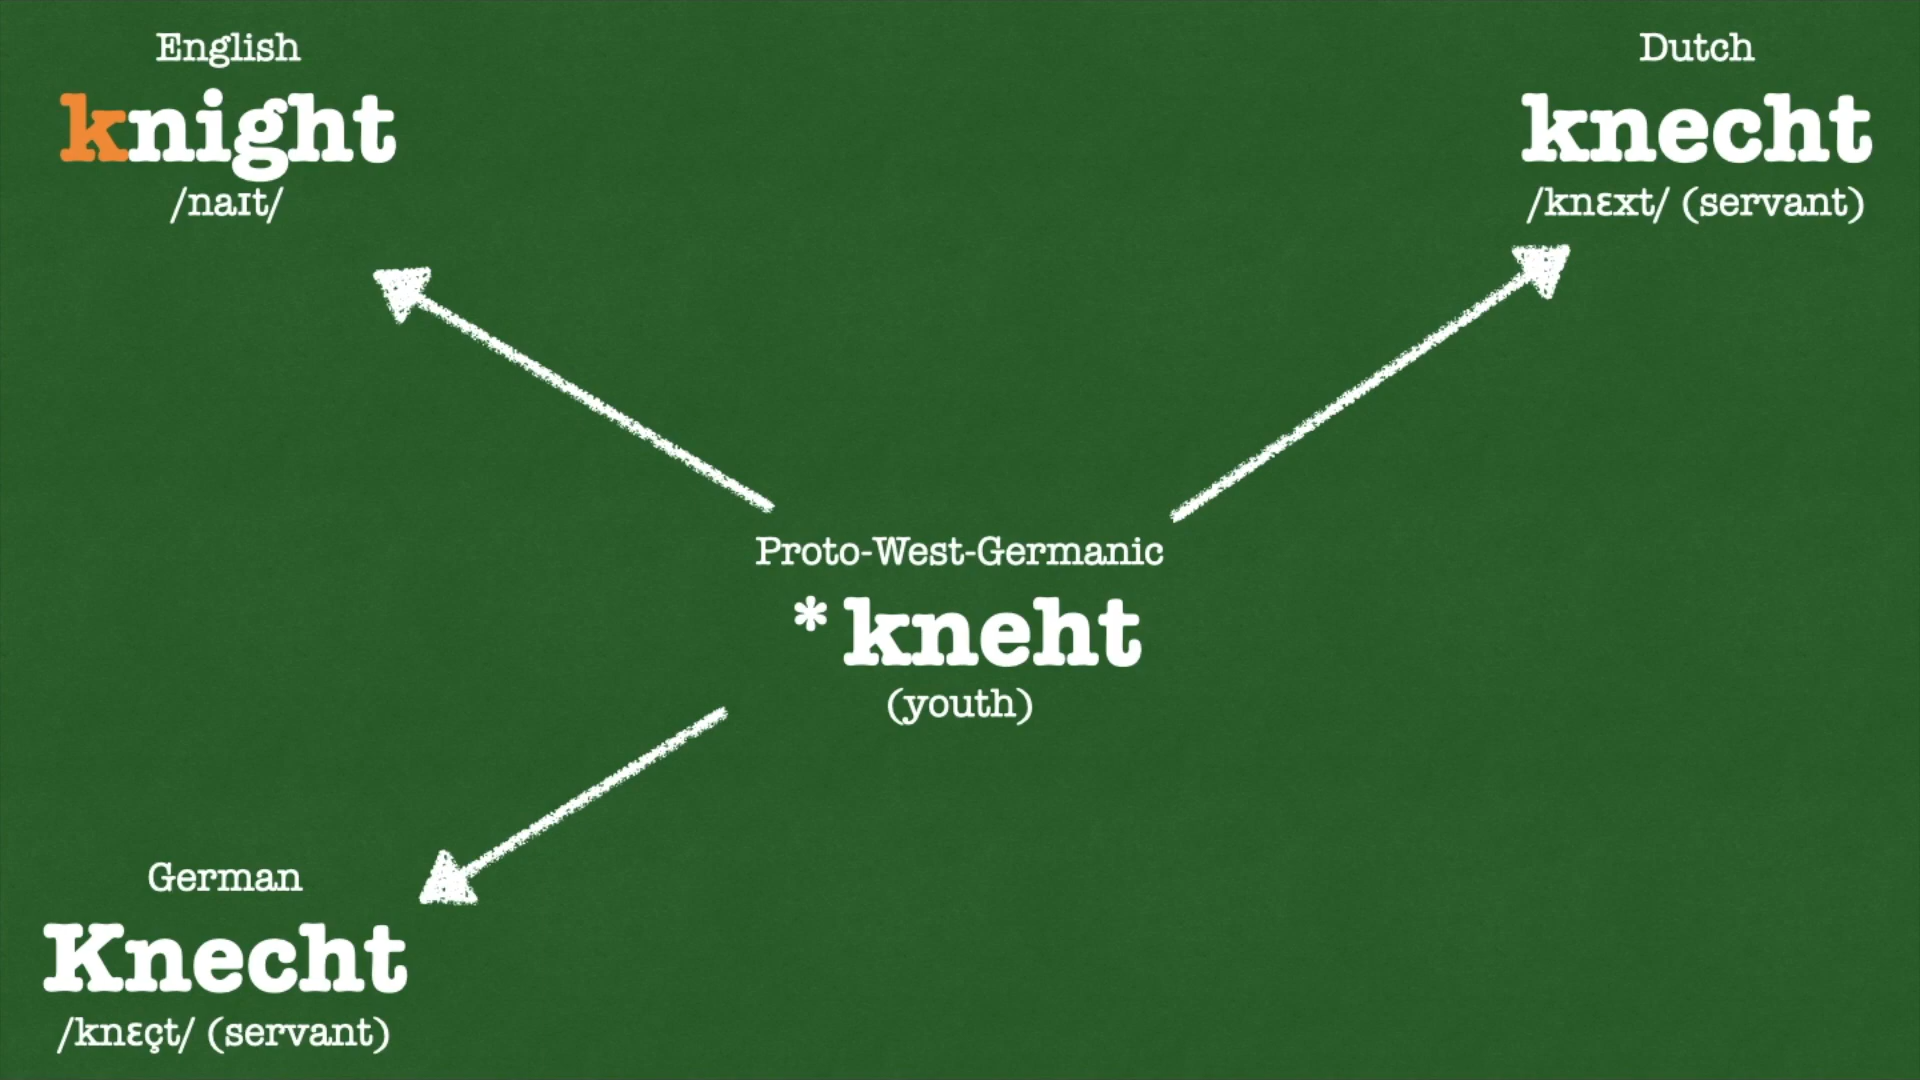 English
knight
/naɪt/
Dutch
knecht
/knɛxt/ (servant)
Proto-West-Germanic
* kneht
(youth)
German
Knecht
/knɛçt/ (servant)